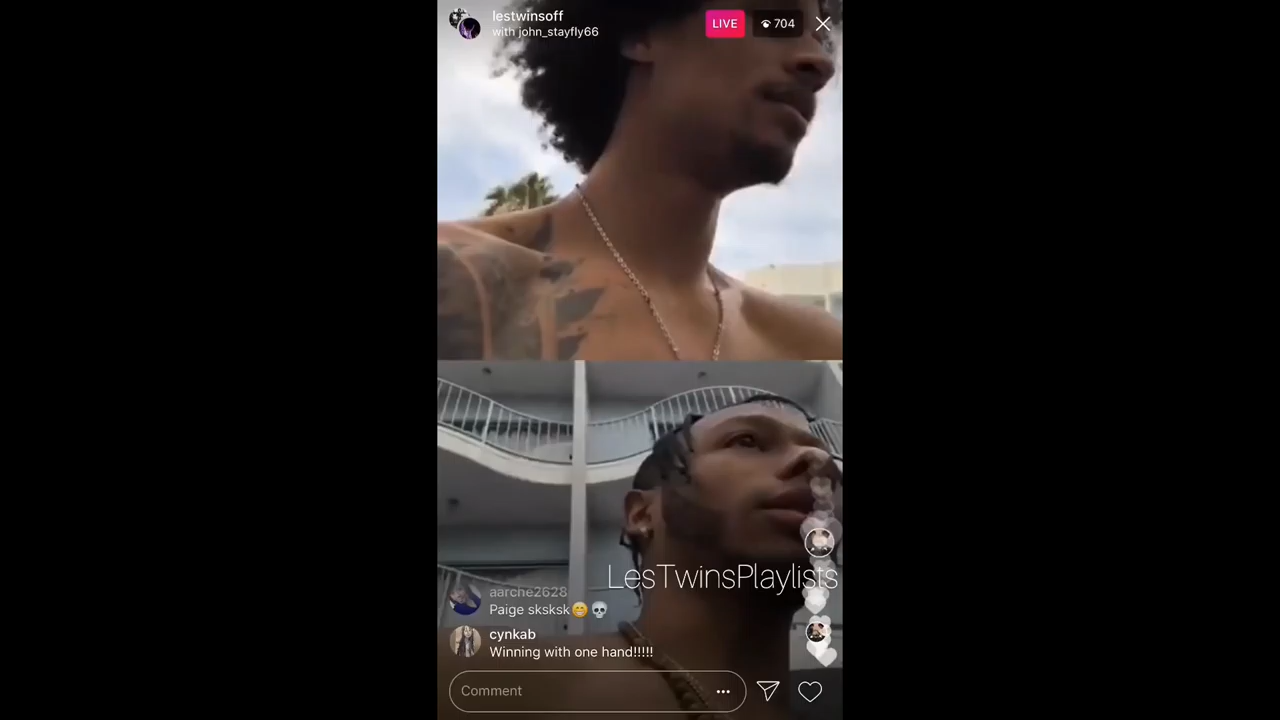 lestwinsoff
with john_stayfly66
LIVE
704
LesTwinsPlaylists
aarche2628
Paige sksksk😁💀
cynkab
Winning with one hand!!!!!
Comment